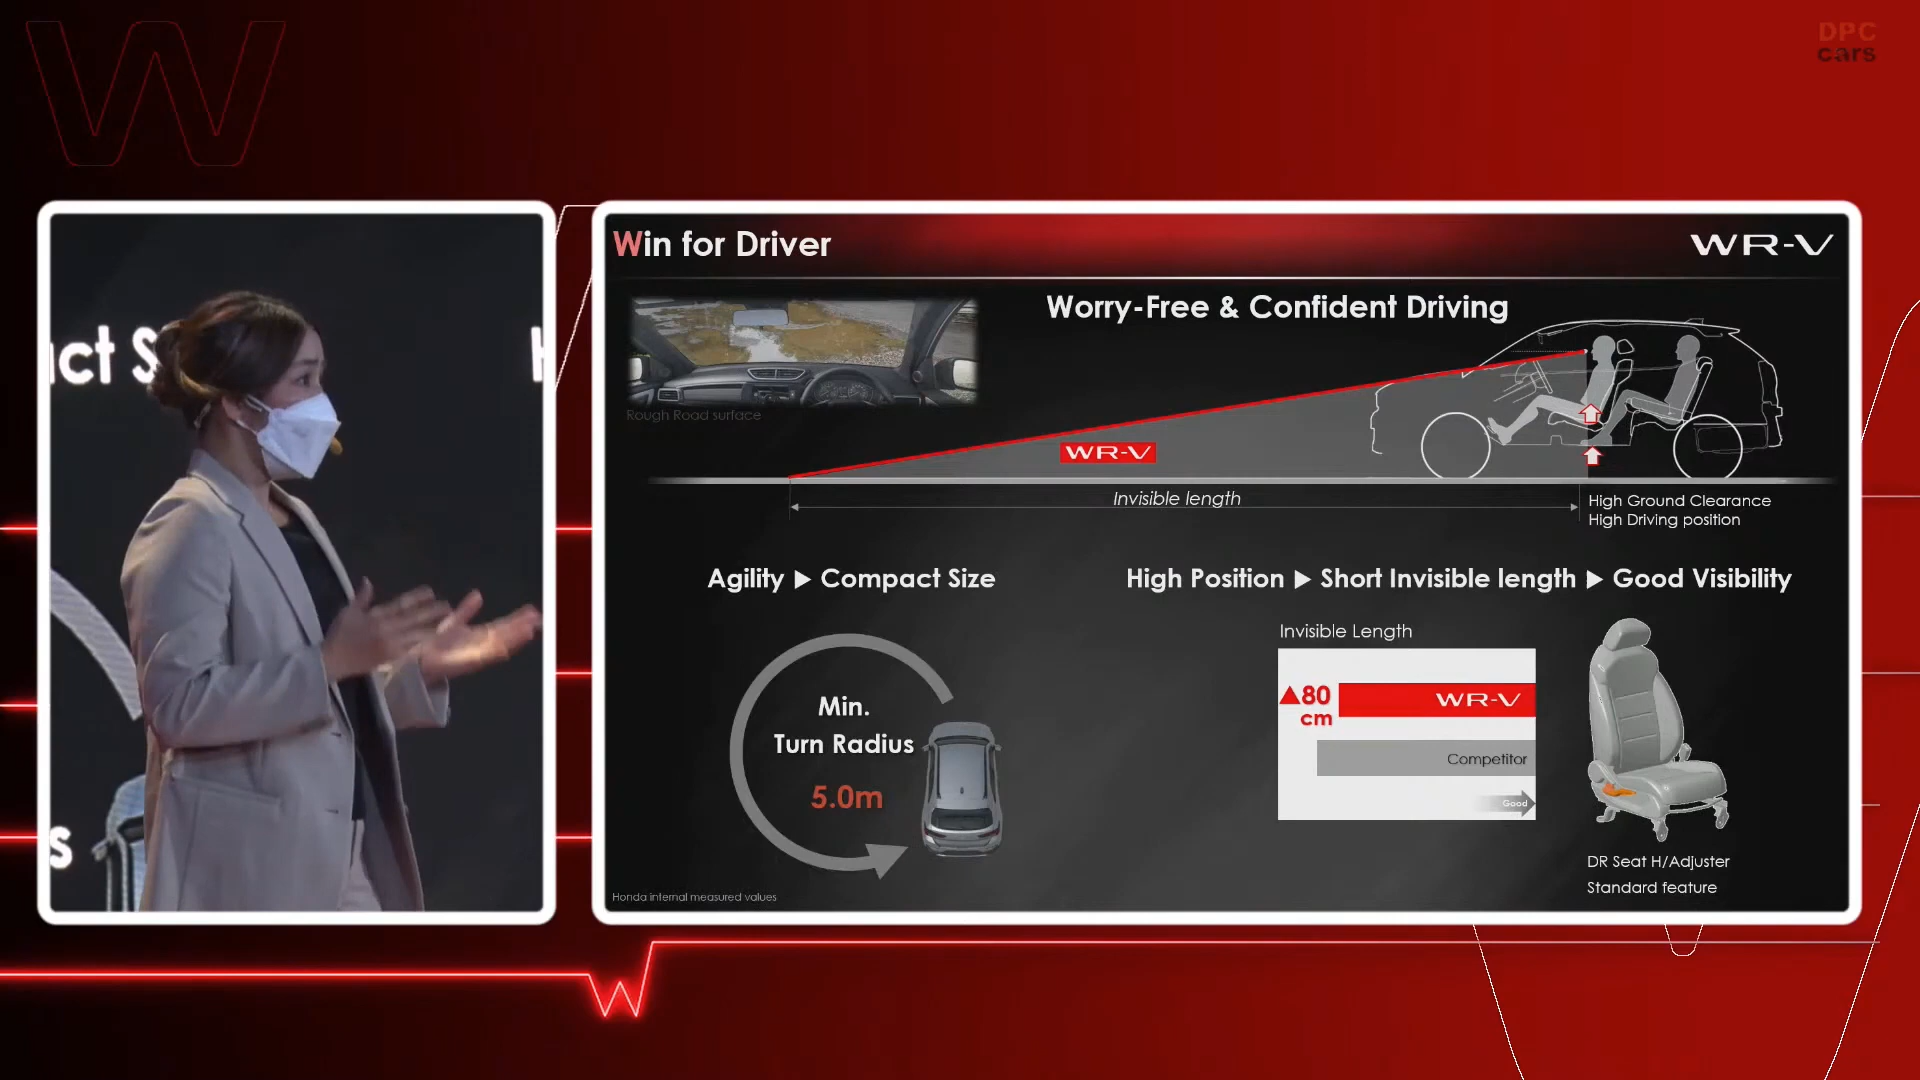 DPC
cars
W
ct S
s
Win for Driver
WR-V
Worry-Free & Confident Driving
Rough Road surface
WR-V
Invisible length
High Ground Clearance
High Driving position
Agility ▶ Compact Size
High Position ▶ Short Invisible length ▶ Good Visibility
Min.
Turn Radius
5.0m
Invisible Length
▲80
cm
WR-V
Competitor
Good
DR Seat H/Adjuster
Standard feature
Honda internal measured values
W